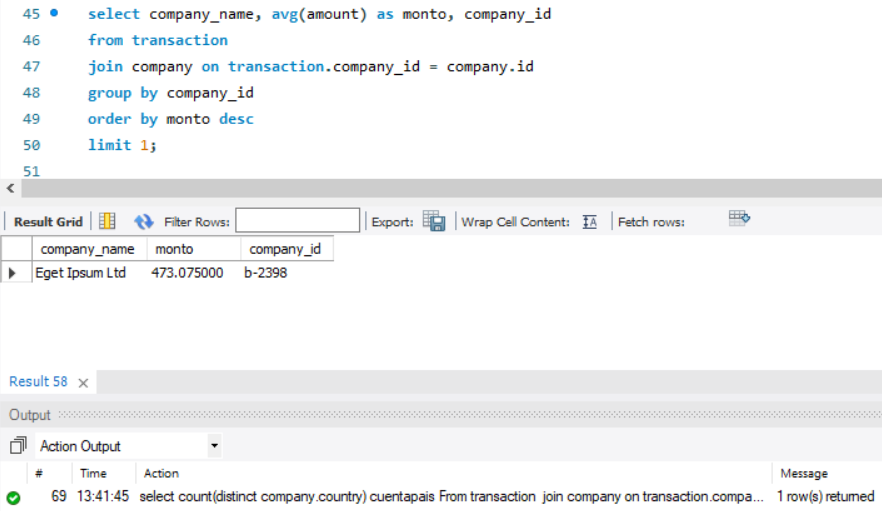 45 select company_name, avg(amount) as monto, company_id
46 from transaction
47 join company on transaction.company_id = company.id
48 group by company_id
49 order by monto desc
50 limit 1;
51
Result Grid Filter Rows: Export: Wrap Cell Content: Fetch rows:
company_name monto company_id
Eget Ipsum Ltd 473.075000 b-2398
Result 58
Output
Action Output
# Time Action Message
69 13:41:45 select count(distinct company.country) cuentapais From transaction join company on transaction.compa... 1 row(s) returned